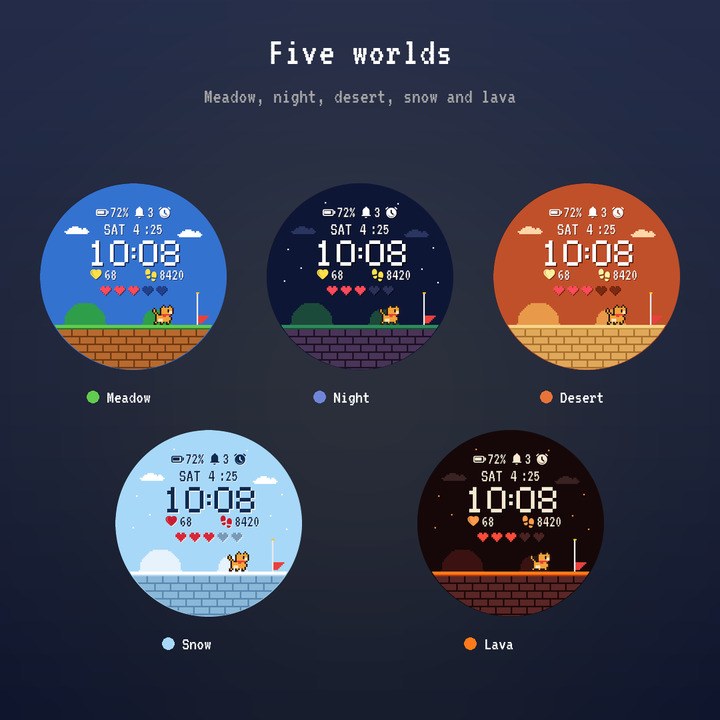 Five worlds
Meadow, night, desert, snow and lava
72% 3
SAT 4 :25
10:08
68 8420
72% 3
SAT 4 :25
10:08
68 8420
72% 3
SAT 4 :25
10:08
68 8420
Meadow
Night
Desert
72% 3
SAT 4 :25
10:08
68 8420
72% 3
SAT 4 :25
10:08
68 8420
Snow
Lava